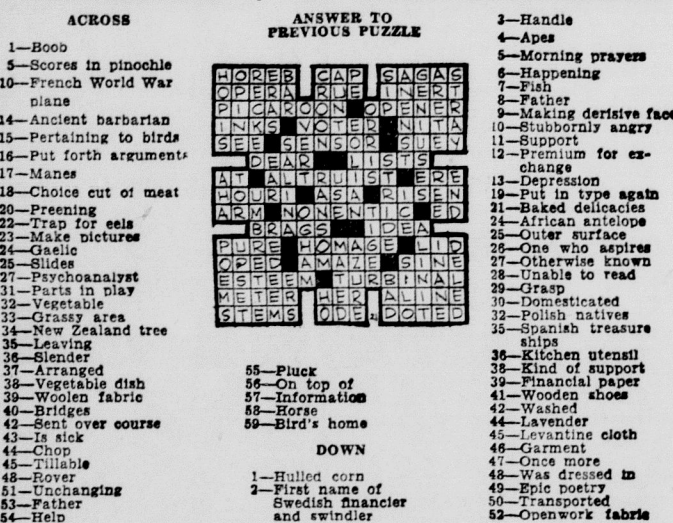 ACROSS
1—Boob
5—Scores in pinochle
10—French World War
plane
14—Ancient barbarian
15—Pertaining to birds
16—Put forth arguments
17—Manes
18—Choice cut of meat
20—Preening
22—Trap for eels
23—Make pictures
24—Gaelic
25—Slides
27—Psychoanalyst
31—Parts in play
32—Vegetable
33—Grassy area
34—New Zealand tree
35—Leaving
36—Slender
37—Arranged
38—Vegetable dish
39—Woolen fabric
40—Bridges
42—Sent over course
43—Is sick
44—Chop
45—Tillable
48—Rover
51—Unchanging
53—Father
54—Help
ANSWER TO
PREVIOUS PUZZLE
HOREB CAP SAGAS
OPERA RUE INERT
PICAROON OPENER
INKS VOTER NITA
SEE SENSOR SUEY
DEAR LISTS
AT ALTRUIST ERE
HOURI ASA RISEN
ARM NONENTIC ED
BRAGS IDEA
PURE HOMAGE LID
OPED AMAZE SINE
ESTEEM TURBINAL
METER HER ALINE
STEMS ODE DOTED
55—Pluck
56—On top of
57—Information
58—Horse
59—Bird's home
DOWN
1—Hulled corn
2—First name of
Swedish financier
and swindler
3—Handle
4—Apes
5—Morning prayers
6—Happening
7—Fish
8—Father
9—Making derisive face
10—Stubbornly angry
11—Support
12—Premium for ex-
change
13—Depression
19—Put in type again
21—Baked delicacies
24—African antelope
25—Outer surface
26—One who aspires
27—Otherwise known
28—Unable to read
29—Grasp
30—Domesticated
32—Polish natives
35—Spanish treasure
ships
36—Kitchen utensil
38—Kind of support
39—Financial paper
41—Wooden shoes
42—Washed
44—Lavender
45—Levantine cloth
46—Garment
47—Once more
48—Was dressed in
49—Epic poetry
50—Transported
52—Openwork fabric